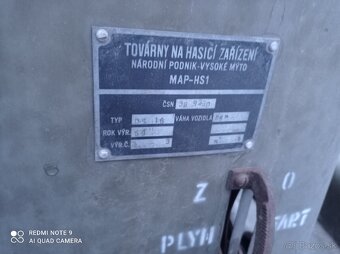 TOVÁRNY NA HASICÍ ZAŘÍZENÍ
NÁRODNÍ PODNIK-VYSOKÉ MÝTO
MAP-HS1
ČSN
TYP VÁHA VOZIDLA
ROK VÝR.
VÝR.Č.
Z O
PLYN START
REDMI NOTE 9
AI QUAD CAMERA